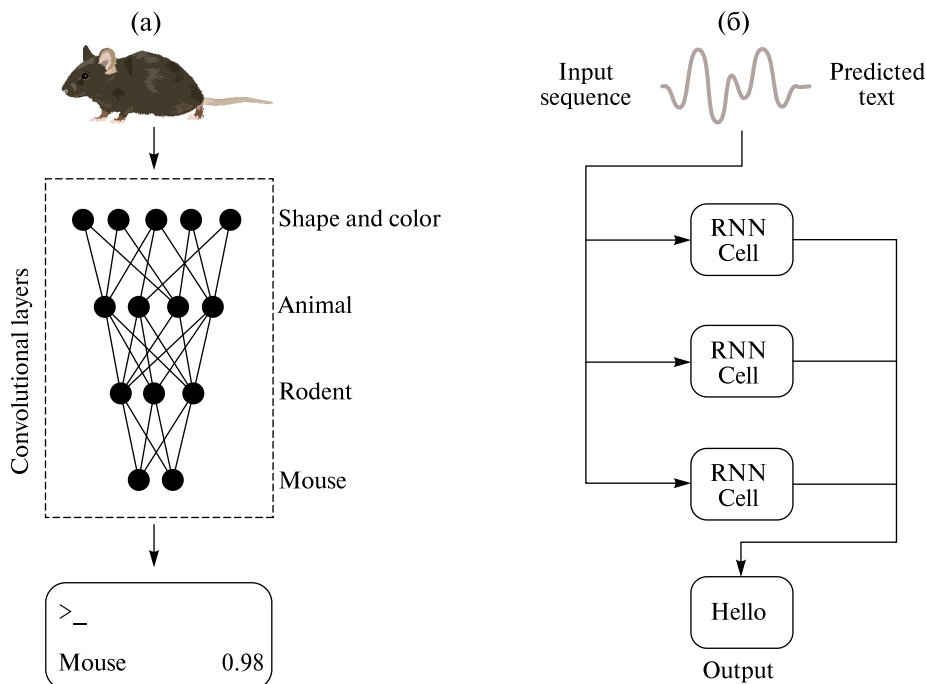 (а)
Convolutional layers
Shape and color
Animal
Rodent
Mouse
>_
Mouse 0.98
(б)
Input
sequence
Predicted
text
RNN
Cell
RNN
Cell
RNN
Cell
Hello
Output